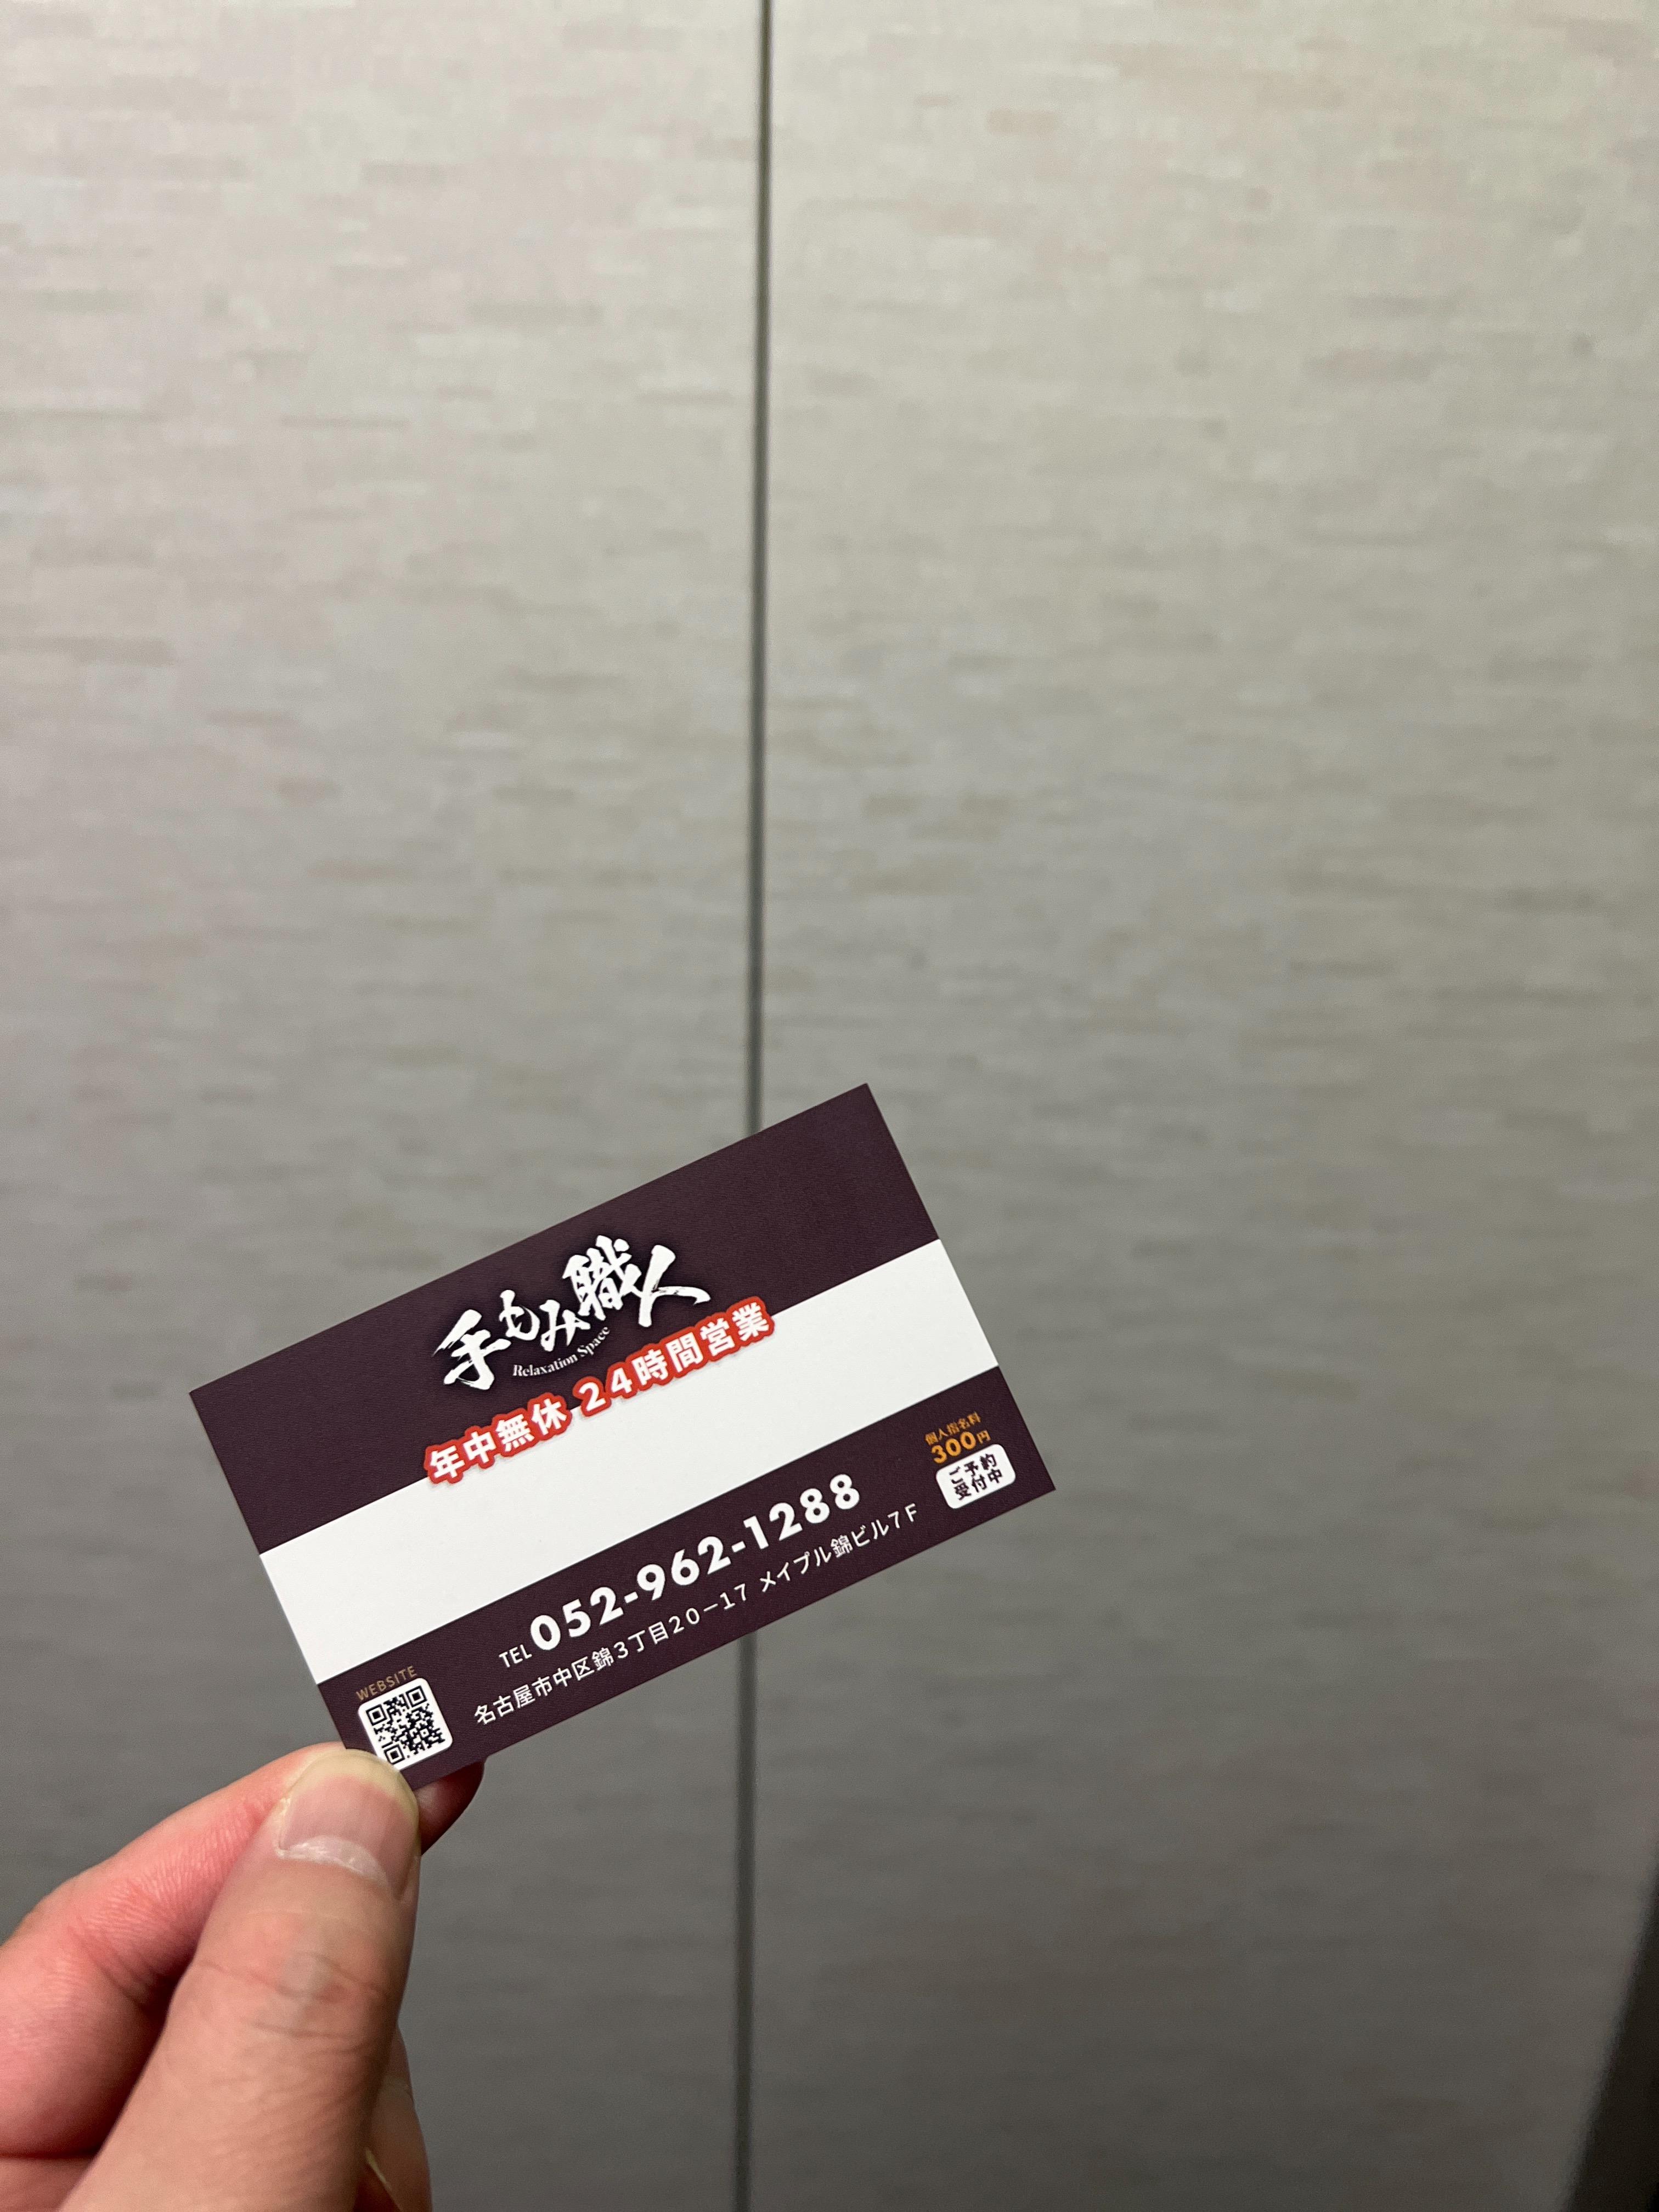 手もみ職人
Relaxation Space
年中無休 24時間営業
個人指名料
300円
ご予約
受付中
TEL 052-962-1288
名古屋市中区錦3丁目20−17 メイプル錦ビル7F
WEBSITE